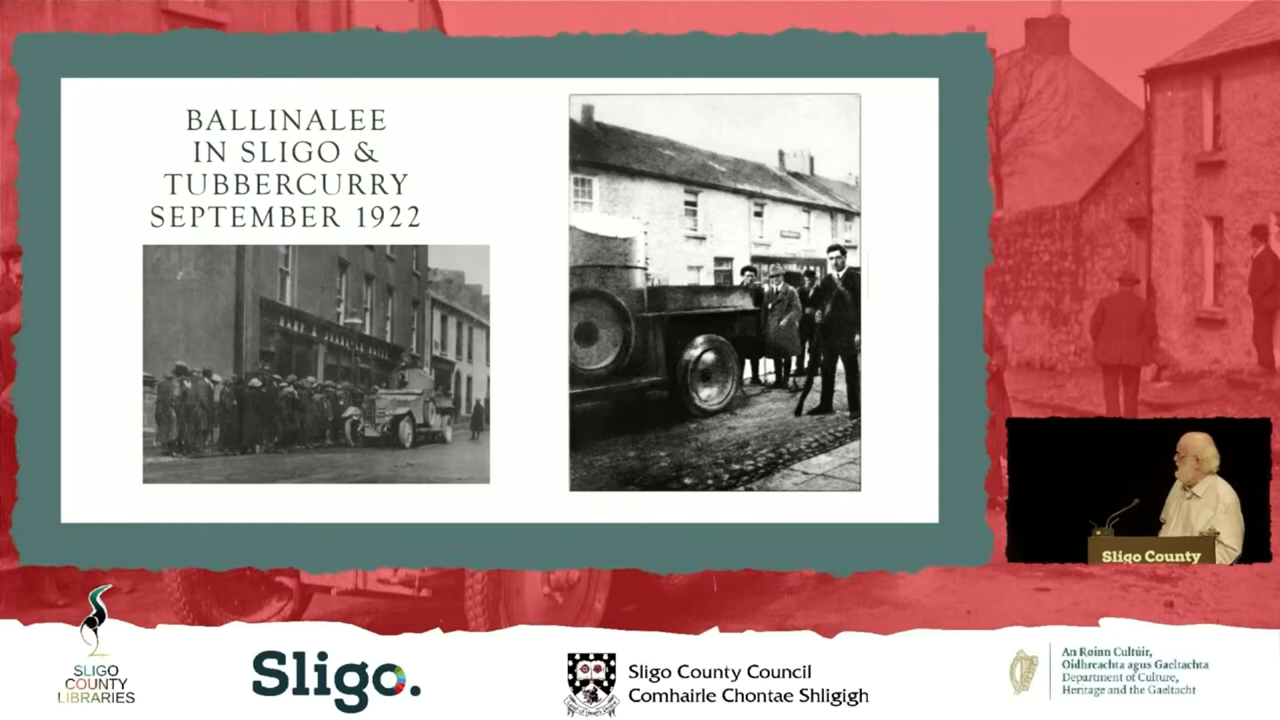 BALLINALEE
IN SLIGO &
TUBBERCURRY
SEPTEMBER 1922
Sligo County
SLIGO
COUNTY
LIBRARIES
Sligo.
Sligo County Council
Comhairle Chontae Shligigh
An Roinn Cultúir,
Oidhreachta agus Gaeltachta
Department of Culture,
Heritage and the Gaeltacht